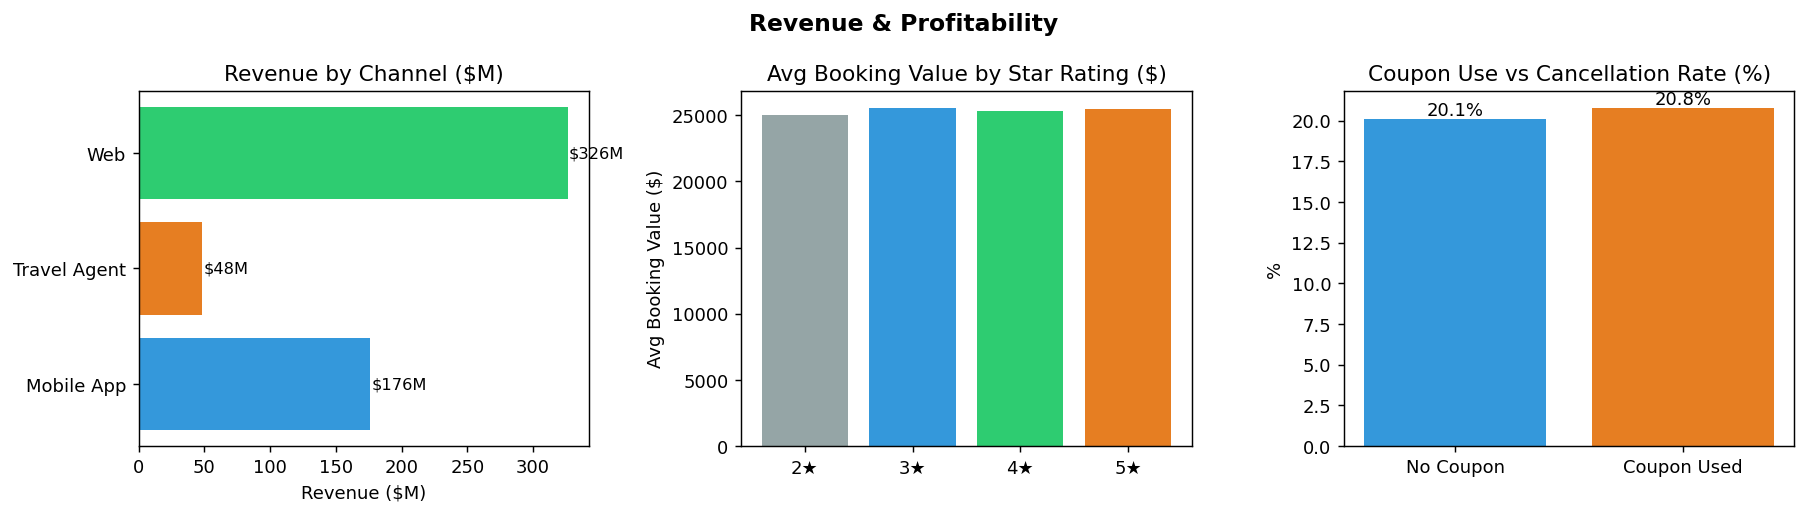 Revenue & Profitability
Revenue by Channel ($M)
Web
$326M
Travel Agent
$48M
Mobile App
$176M
0 50 100 150 200 250 300
Revenue ($M)
Avg Booking Value by Star Rating ($)
Avg Booking Value ($)
25000
20000
15000
10000
5000
0
2★ 3★ 4★ 5★
Coupon Use vs Cancellation Rate (%)
%
20.0
17.5
15.0
12.5
10.0
7.5
5.0
2.5
0.0
20.1%
20.8%
No Coupon Coupon Used